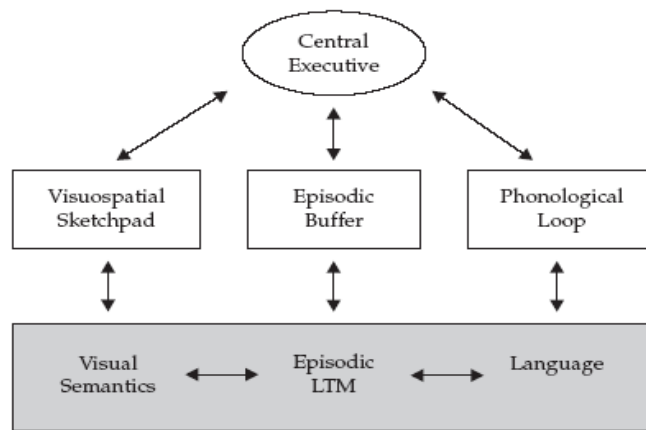 Central
Executive
Visuospatial
Sketchpad
Episodic
Buffer
Phonological
Loop
Visual
Semantics
Episodic
LTM
Language